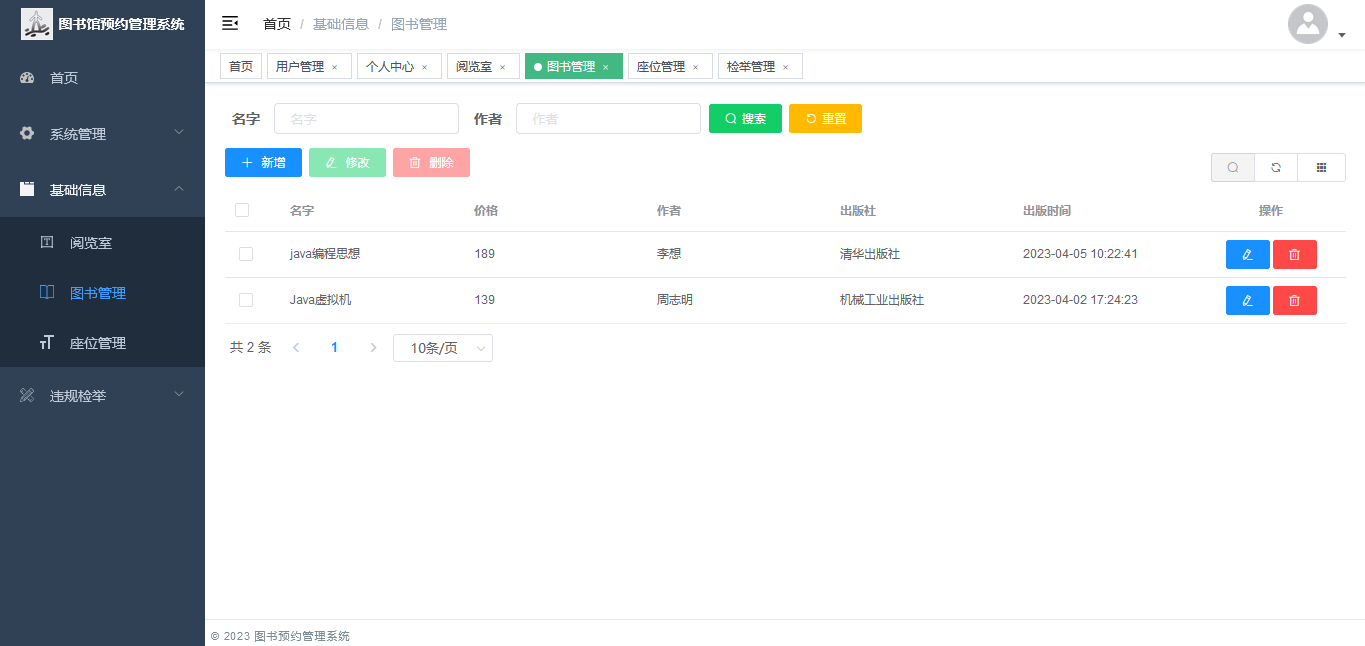 图书馆预约管理系统
首页
系统管理
基础信息
阅览室
图书管理
座位管理
违规检举
首页 / 基础信息 / 图书管理
首页 用户管理 × 个人中心 × 阅览室 × 图书管理 × 座位管理 × 检举管理 ×
名字 名字 作者 作者 搜索 重置
新增 修改 删除
名字 价格 作者 出版社 出版时间 操作
java编程思想 189 李想 清华出版社 2023-04-05 10:22:41
Java虚拟机 139 周志明 机械工业出版社 2023-04-02 17:24:23
共 2 条 1 10条/页
© 2023 图书预约管理系统